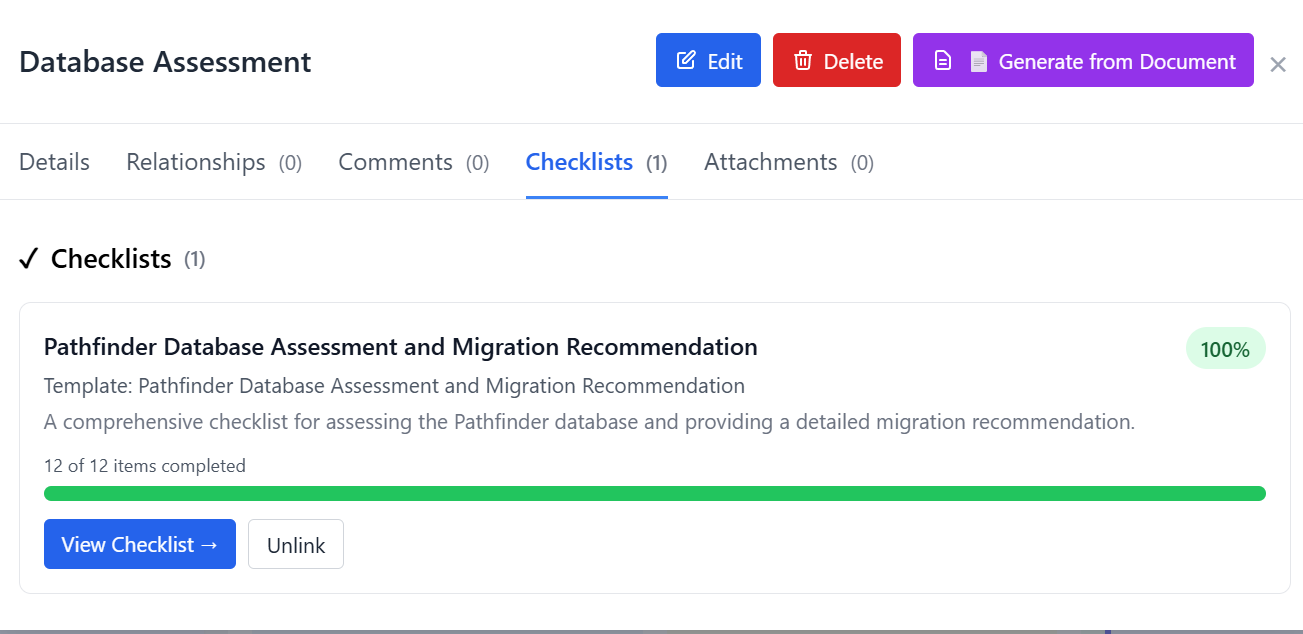 Database Assessment
Edit
Delete
Generate from Document
Details
Relationships (0)
Comments (0)
Checklists (1)
Attachments (0)
Checklists (1)
Pathfinder Database Assessment and Migration Recommendation
100%
Template: Pathfinder Database Assessment and Migration Recommendation
A comprehensive checklist for assessing the Pathfinder database and providing a detailed migration recommendation.
12 of 12 items completed
View Checklist →
Unlink